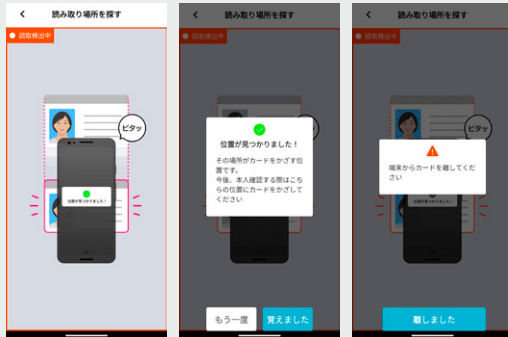 読み取り場所を探す
読取検出中
ピタッ
位置が見つかりました！
読み取り場所を探す
読取検出中
位置が見つかりました！
その場所がカードをかざす位
置です。
今後、本人確認する際はこち
らの位置にカードをかざして
ください
もう一度
覚えました
読み取り場所を探す
読取検出中
ピタッ
端末からカードを離してくだ
さい
離しました